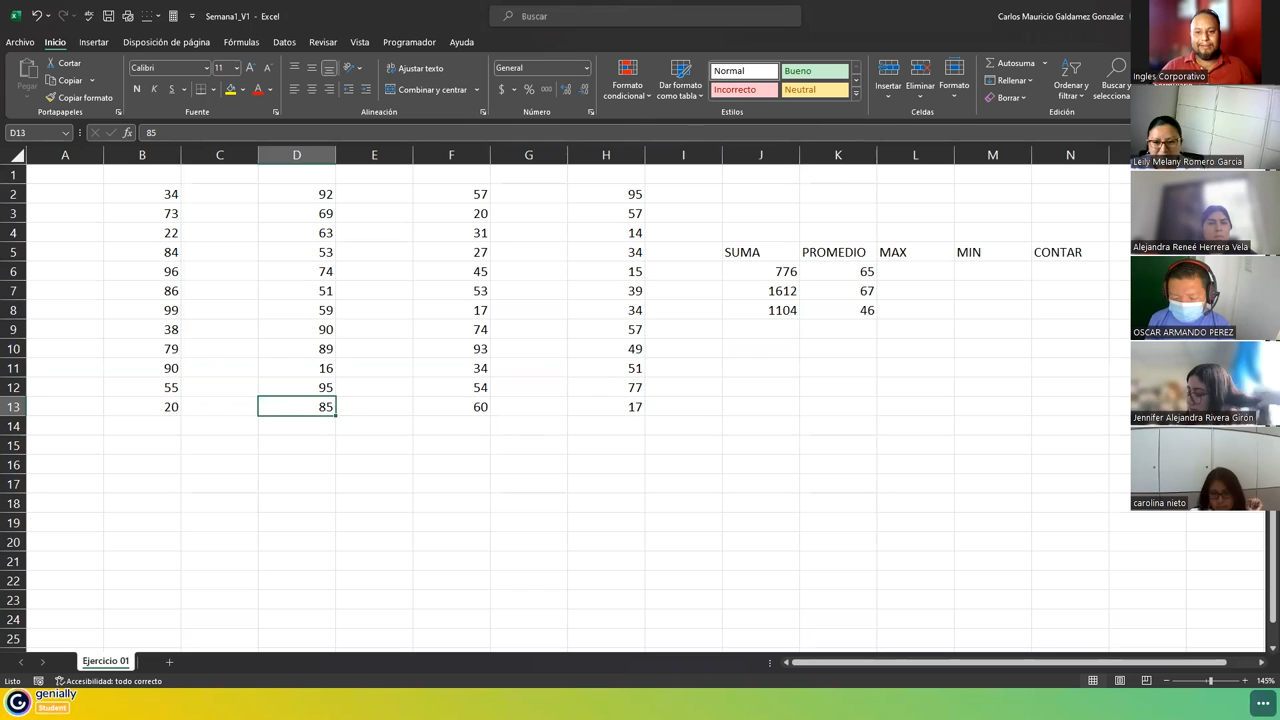 Semana1_V1 - Excel
Buscar
Carlos Mauricio Galdamez Gonzalez
Archivo Inicio Insertar Disposición de página Fórmulas Datos Revisar Vista Programador Ayuda
Pegar
Cortar
Copiar
Copiar formato
Portapapeles
Calibri 11
N K S
Fuente
Ajustar texto
Combinar y centrar
Alineación
General
$ % 000
Número
Formato condicional
Dar formato como tabla
Normal Bueno
Incorrecto Neutral
Estilos
Insertar Eliminar Formato
Celdas
Autosuma
Rellenar
Borrar
Ordenar y filtrar
Buscar y
Edición
D13 fx 85
A B C D E F G H I J K L M N
1
2 34 92 57 95
3 73 69 20 57
4 22 63 31 14
5 84 53 27 34 SUMA PROMEDIO MAX MIN CONTAR
6 96 74 45 15 776 65
7 86 51 53 39 1612 67
8 99 59 17 34 1104 46
9 38 90 74 57
10 79 89 93 49
11 90 16 34 51
12 55 95 54 77
13 20 85 60 17
14
15
16
17
18
19
20
21
22
23
24
25
Ejercicio 01
Listo
Accesibilidad: todo correcto
145%
genially
Student
Ingles Corporativo
Leily Melany Romero Garcia
Alejandra Reneé Herrera Vela
OSCAR ARMANDO PEREZ
Jennifer Alejandra Rivera Girón
carolina nieto